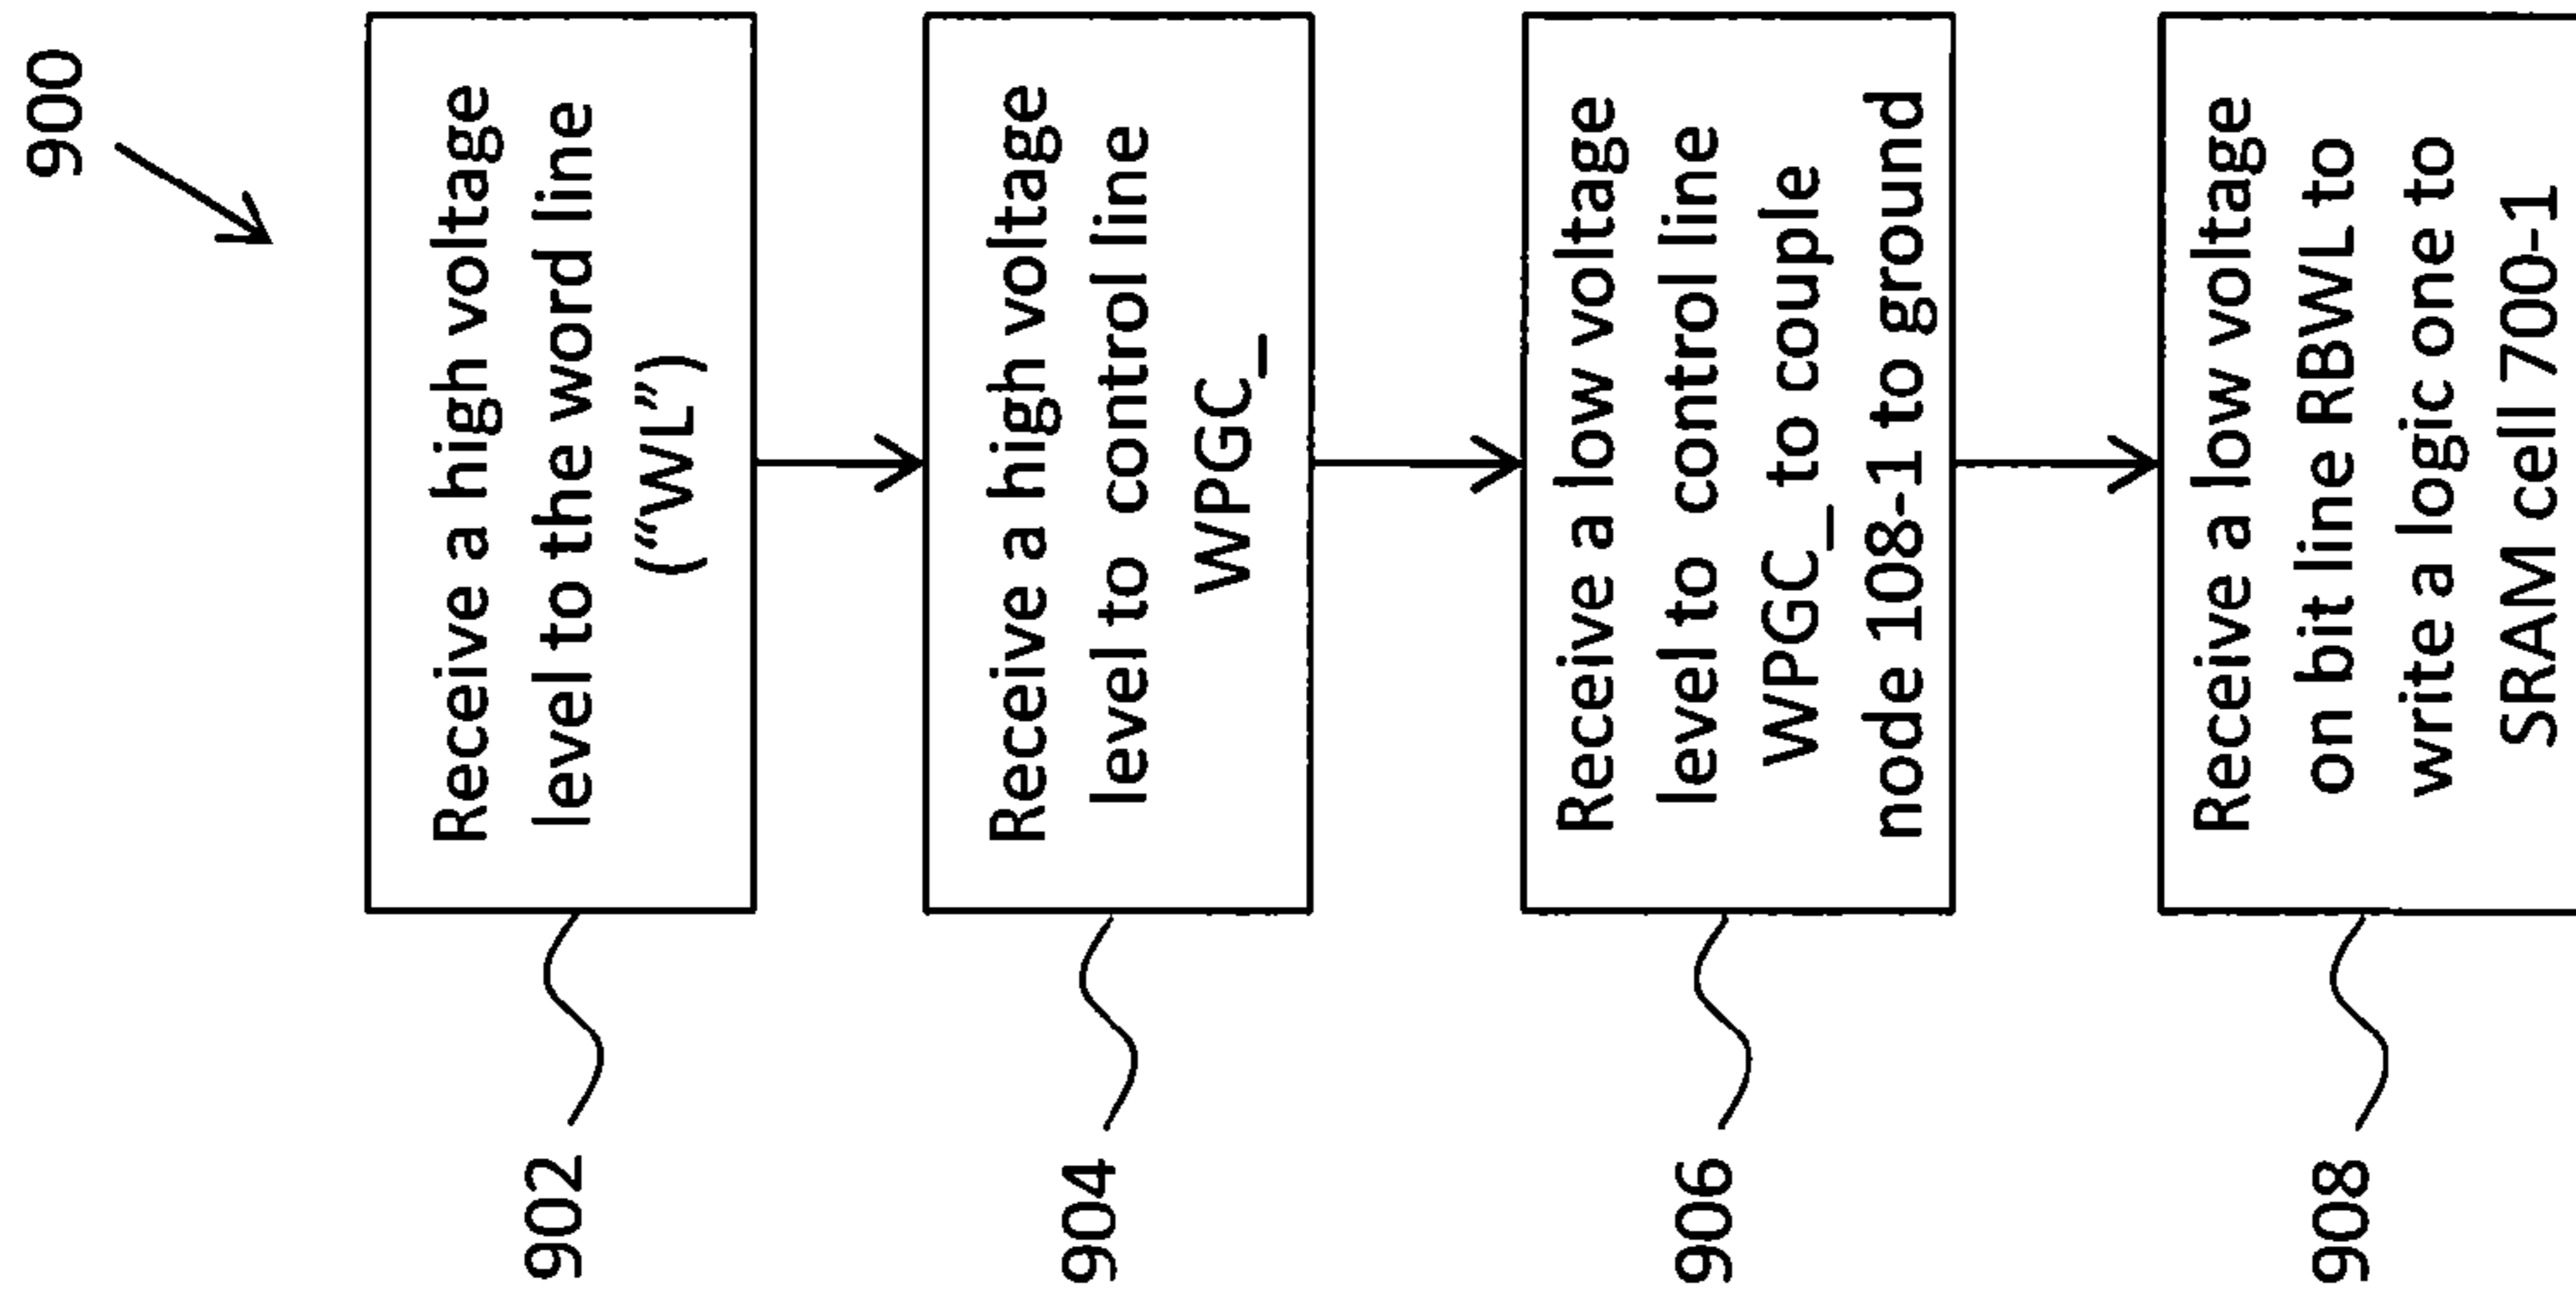 900
902
Receive a high voltage
level to the word line
(“WL”)
904
Receive a high voltage
level to control line
WPGC_
906
Receive a low voltage
level to control line
WPGC_ to couple
node 108-1 to ground
908
Receive a low voltage
on bit line RBWL to
write a logic one to
SRAM cell 700-1